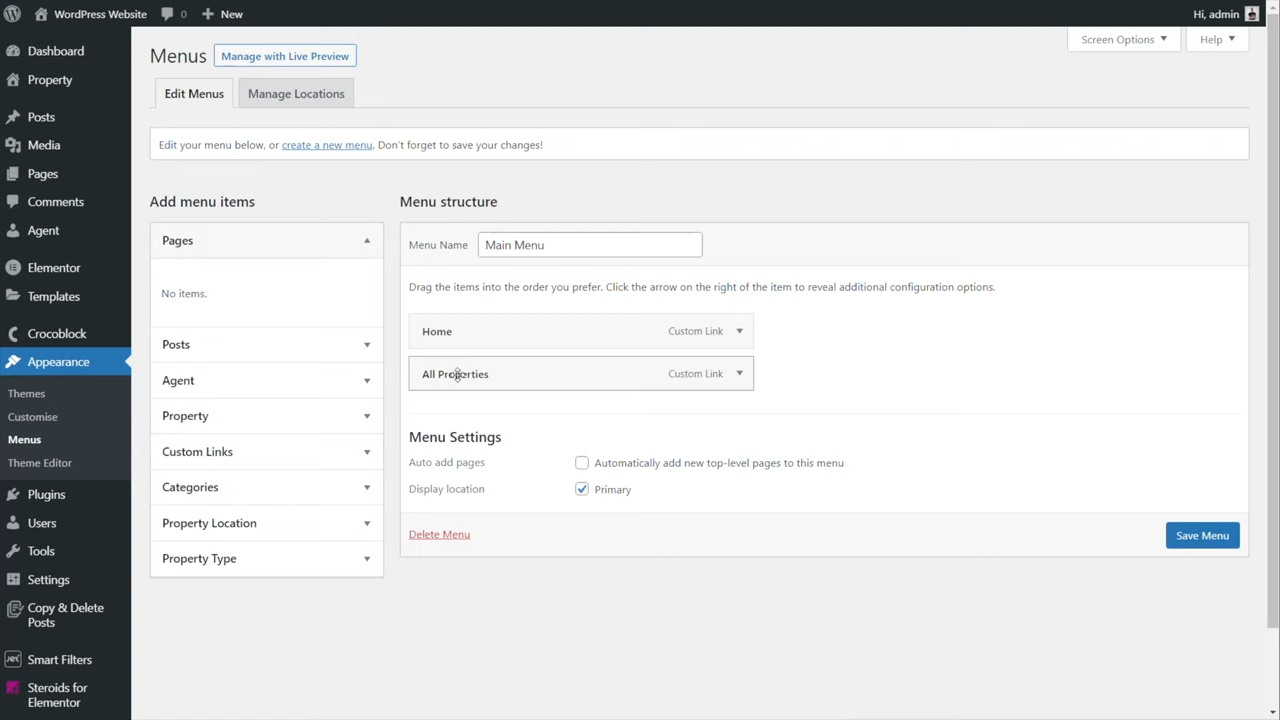 WordPress Website
0
New
Hi, admin
Dashboard
Property
Posts
Media
Pages
Comments
Agent
Elementor
Templates
Crocoblock
Appearance
Themes
Customise
Menus
Theme Editor
Plugins
Users
Tools
Settings
Copy & Delete
Posts
Smart Filters
Steroids for
Elementor
Screen Options
Help
Menus
Manage with Live Preview
Edit Menus
Manage Locations
Edit your menu below, or create a new menu. Don't forget to save your changes!
Add menu items
Pages
No items.
Posts
Agent
Property
Custom Links
Categories
Property Location
Property Type
Menu structure
Menu Name
Main Menu
Drag the items into the order you prefer. Click the arrow on the right of the item to reveal additional configuration options.
Home
Custom Link
All Properties
Custom Link
Menu Settings
Auto add pages
Automatically add new top-level pages to this menu
Display location
Primary
Delete Menu
Save Menu